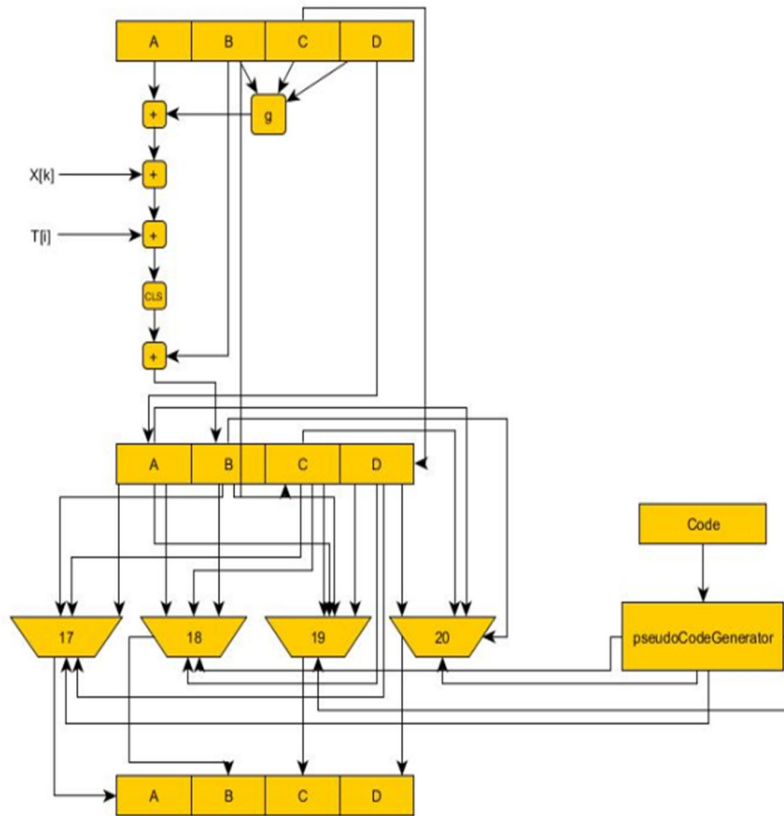 A B C D
+ g
X[k] +
T[i] +
CLS
+
A B C D
Code
17 18 19 20 pseudoCodeGenerator
A B C D